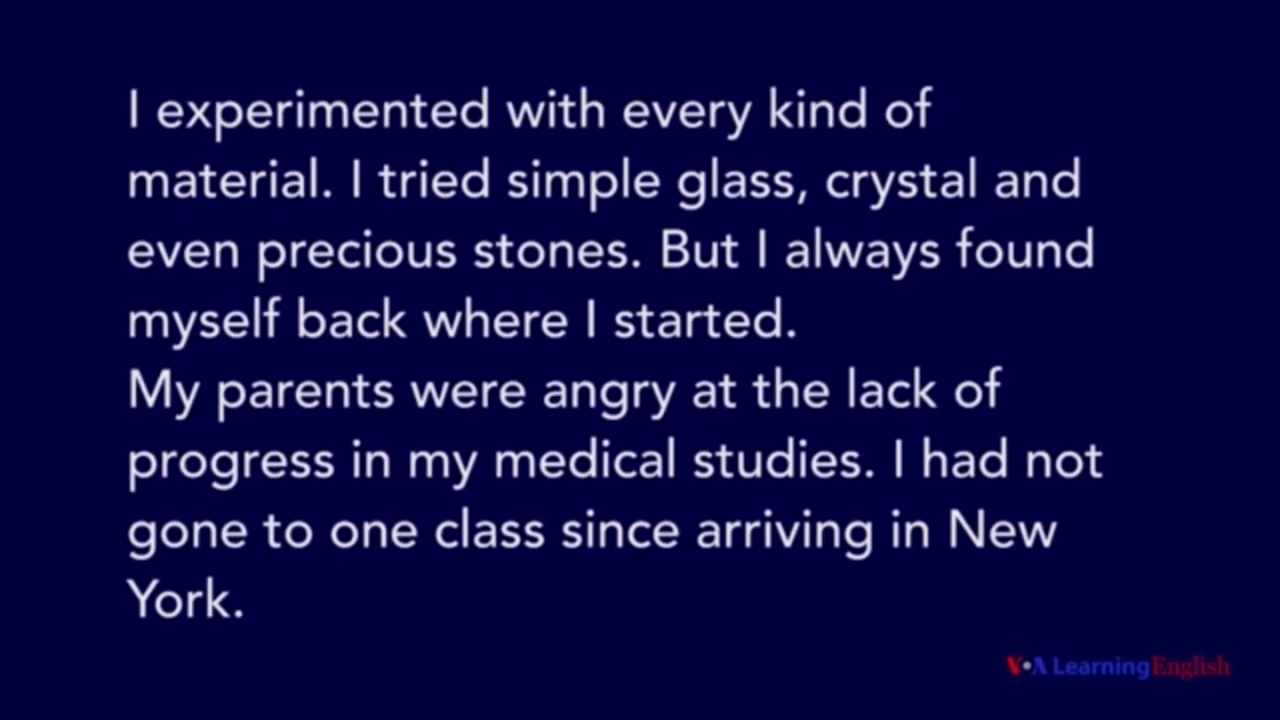 I experimented with every kind of
material. I tried simple glass, crystal and
even precious stones. But I always found
myself back where I started.
My parents were angry at the lack of
progress in my medical studies. I had not
gone to one class since arriving in New
York.
VOA Learning English